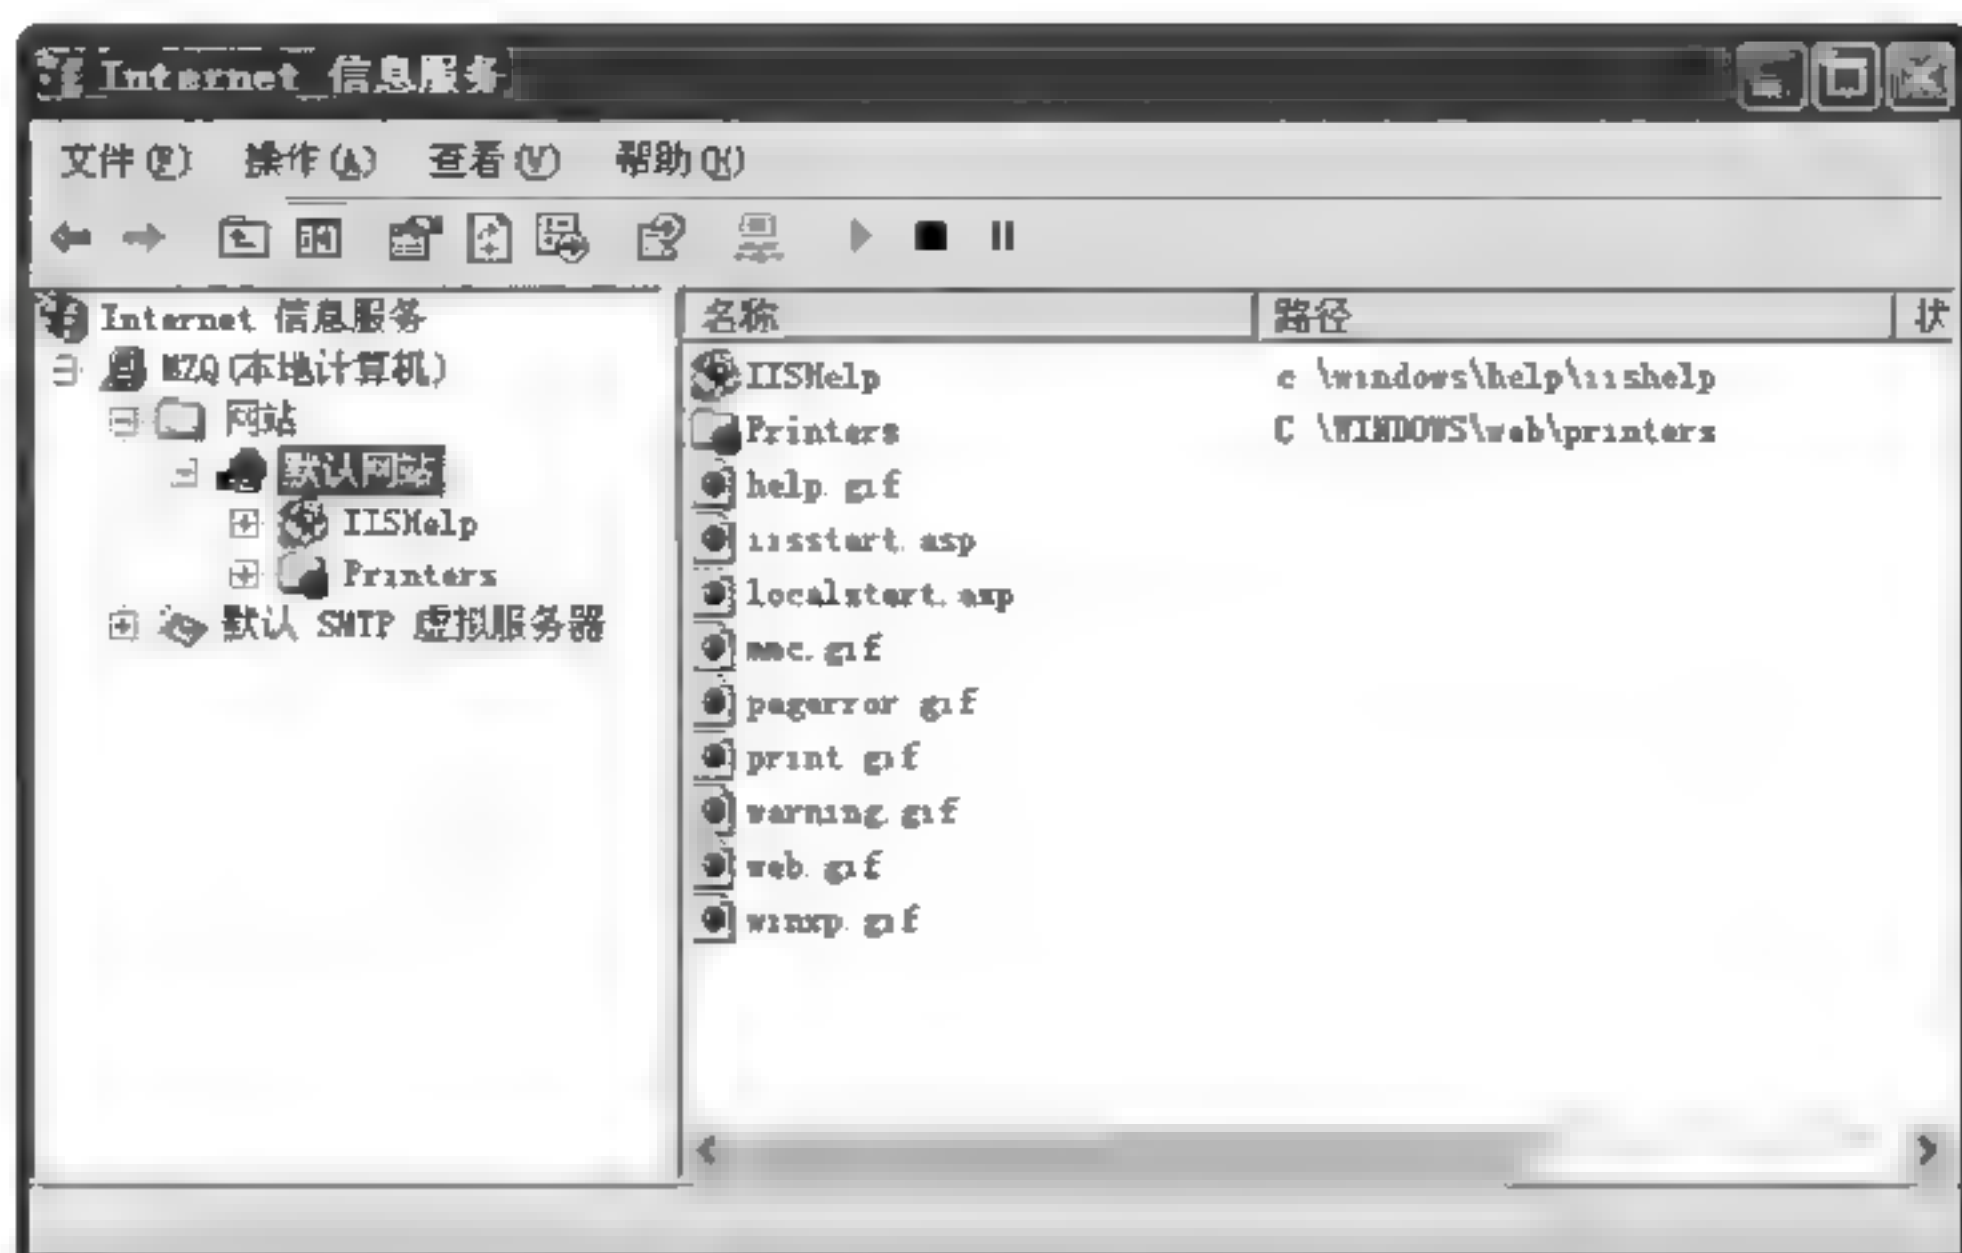 Internet 信息服务
文件(F) 操作(A) 查看(V) 帮助(H)
Internet 信息服务
MZQ(本地计算机)
网站
默认网站
IISHelp
Printers
默认 SMTP 虚拟服务器
名称 路径 状
IISHelp c:\windows\help\iishelp
Printers C:\WINDOWS\web\printers
help.gif
iisstart.asp
localstart.asp
mmc.gif
pagerror.gif
print.gif
warning.gif
web.gif
winxp.gif